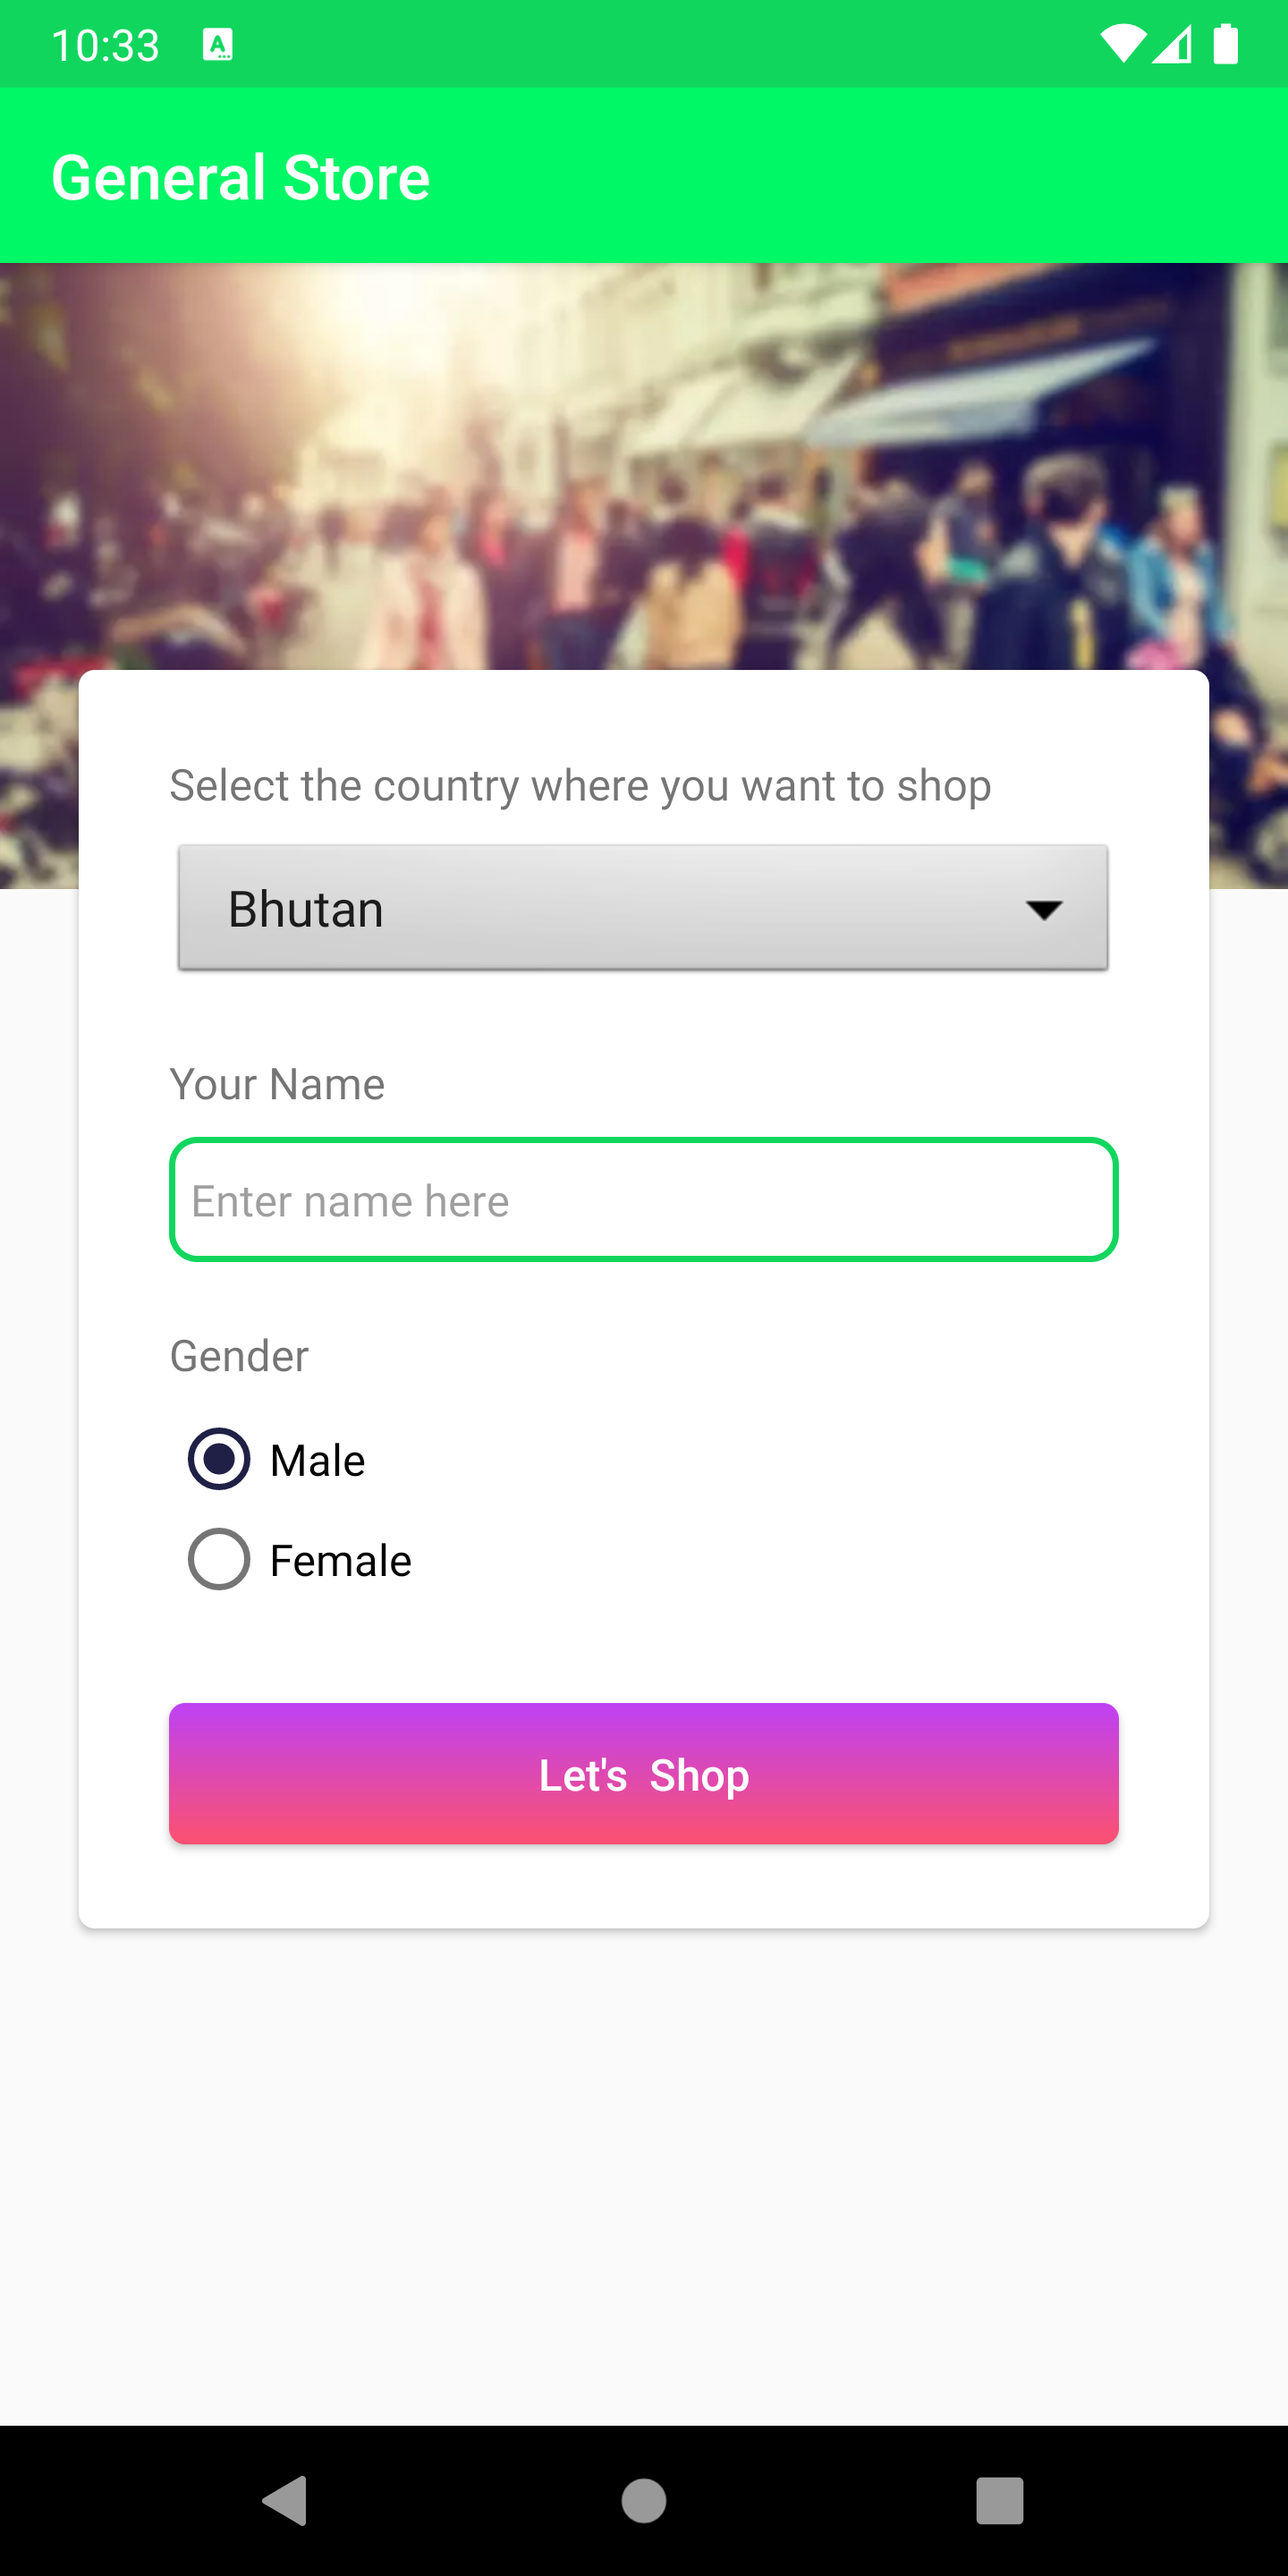 10:33
General Store
Select the country where you want to shop
Bhutan
Your Name
Enter name here
Gender
Male
Female
Let's Shop